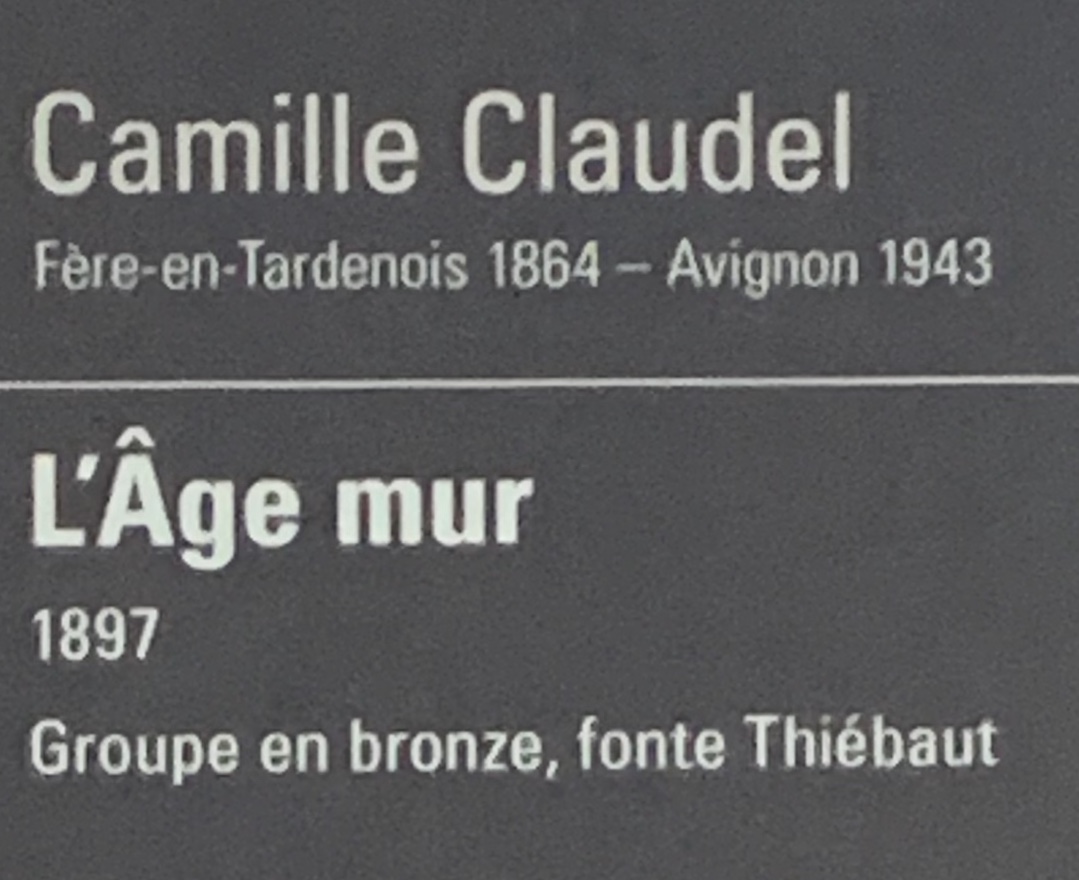 Camille Claudel
Fère-en-Tardenois 1864 – Avignon 1943
L'Âge mur
1897
Groupe en bronze, fonte Thiébaut